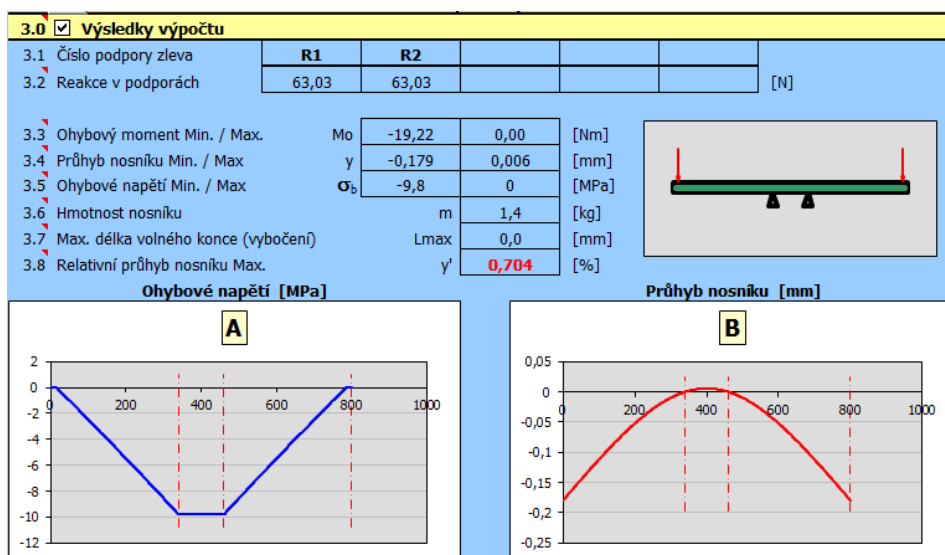 3.0 Výsledky výpočtu
3.1 Číslo podpory zleva R1 R2
3.2 Reakce v podporách 63,03 63,03 [N]
3.3 Ohybový moment Min. / Max. Mo -19,22 0,00 [Nm]
3.4 Průhyb nosníku Min. / Max y -0,179 0,006 [mm]
3.5 Ohybové napětí Min. / Max σb -9,8 0 [MPa]
3.6 Hmotnost nosníku m 1,4 [kg]
3.7 Max. délka volného konce (vybočení) Lmax 0,0 [mm]
3.8 Relativní průhyb nosníku Max. y' 0,704 [%]
Ohybové napětí [MPa]
A
2
0
-2
-4
-6
-8
-10
-12
0 200 400 600 800 1000
Průhyb nosníku [mm]
B
0,05
0
-0,05
-0,1
-0,15
-0,2
-0,25
0 200 400 600 800 1000